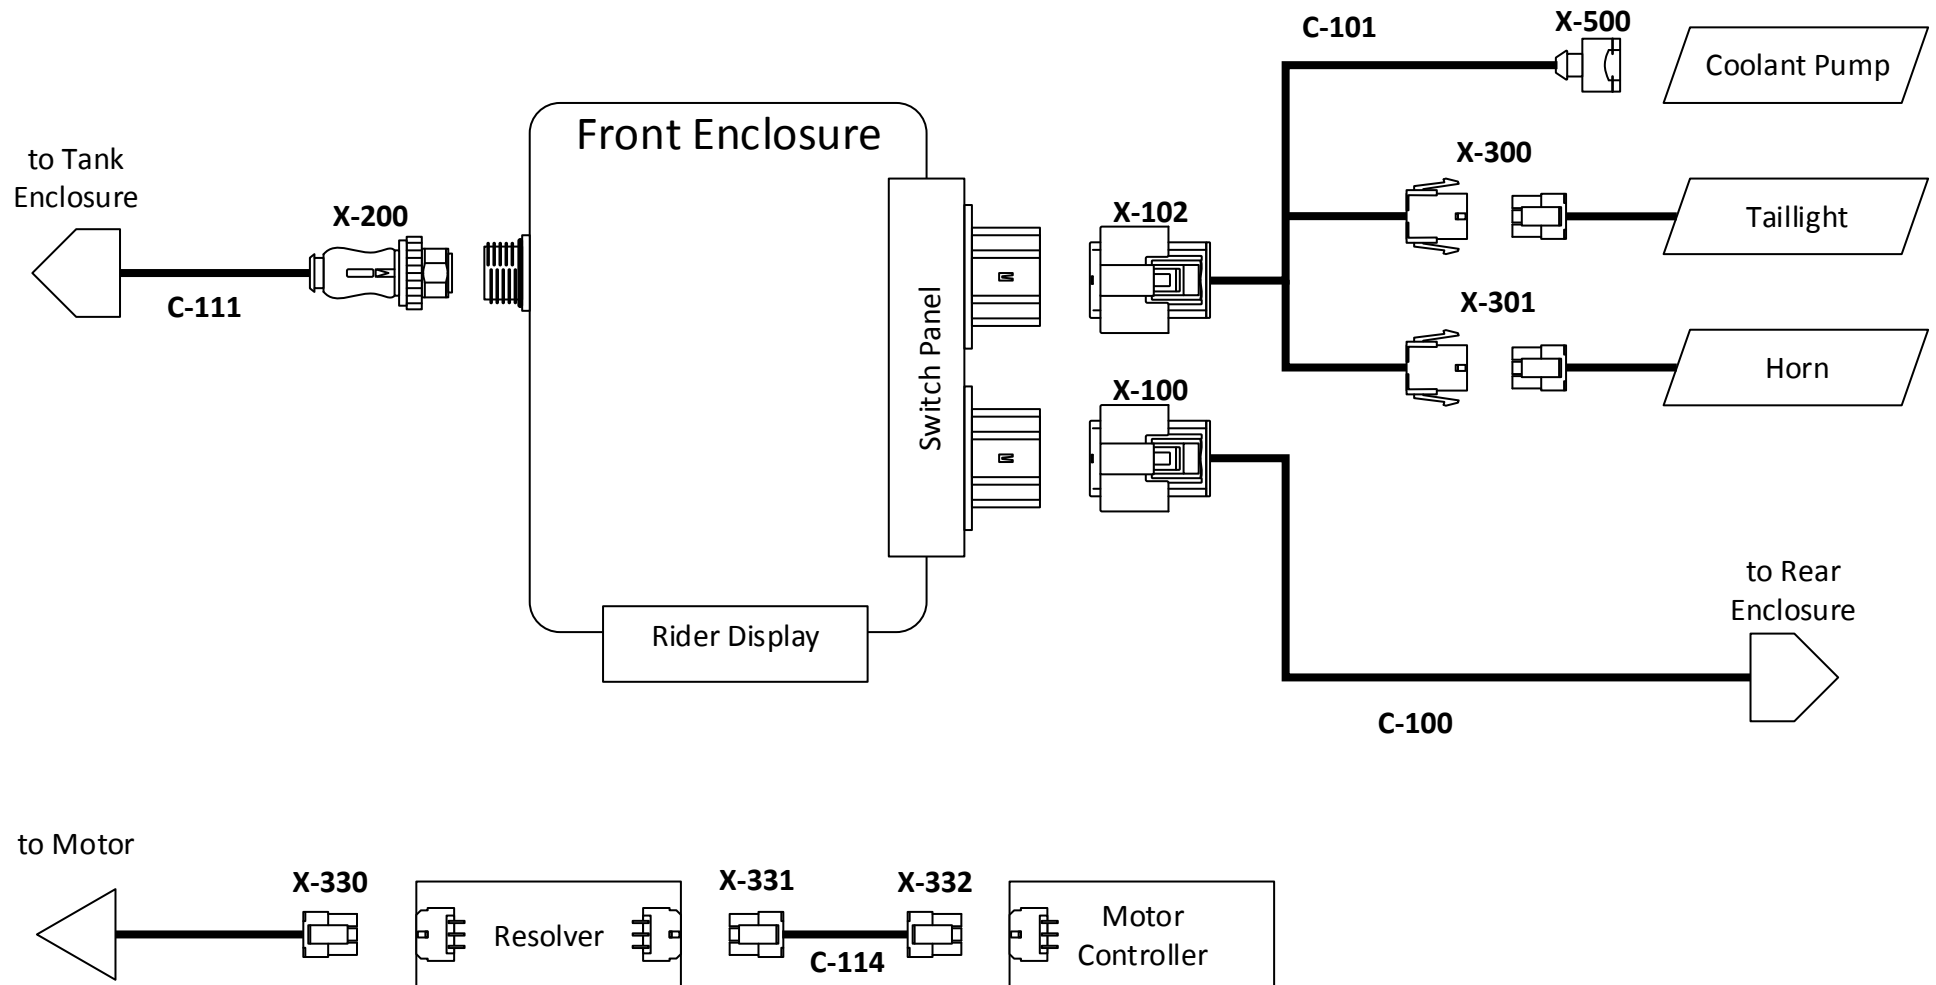 C-101
X-500
Coolant Pump
Front Enclosure
to Tank
Enclosure
X-200
C-111
Switch Panel
X-102
X-300
Taillight
X-301
Horn
X-100
to Rear
Enclosure
Rider Display
C-100
to Motor
X-330
Resolver
X-331
X-332
C-114
Motor
Controller